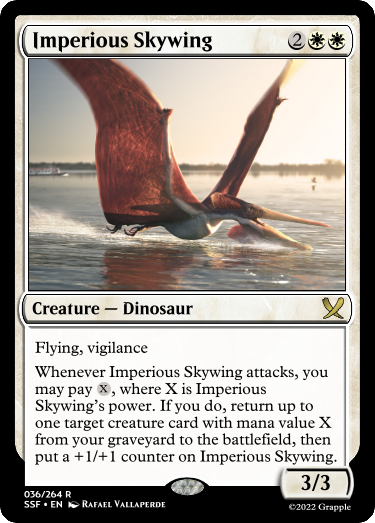 Imperious Skywing 2
Creature — Dinosaur
Flying, vigilance
Whenever Imperious Skywing attacks, you
may pay X, where X is Imperious
Skywing's power. If you do, return up to
one target creature card with mana value X
from your graveyard to the battlefield, then
put a +1/+1 counter on Imperious Skywing.
3/3
036/264 R
SSF • EN Rafael Vallaperde
©2022 Grapple